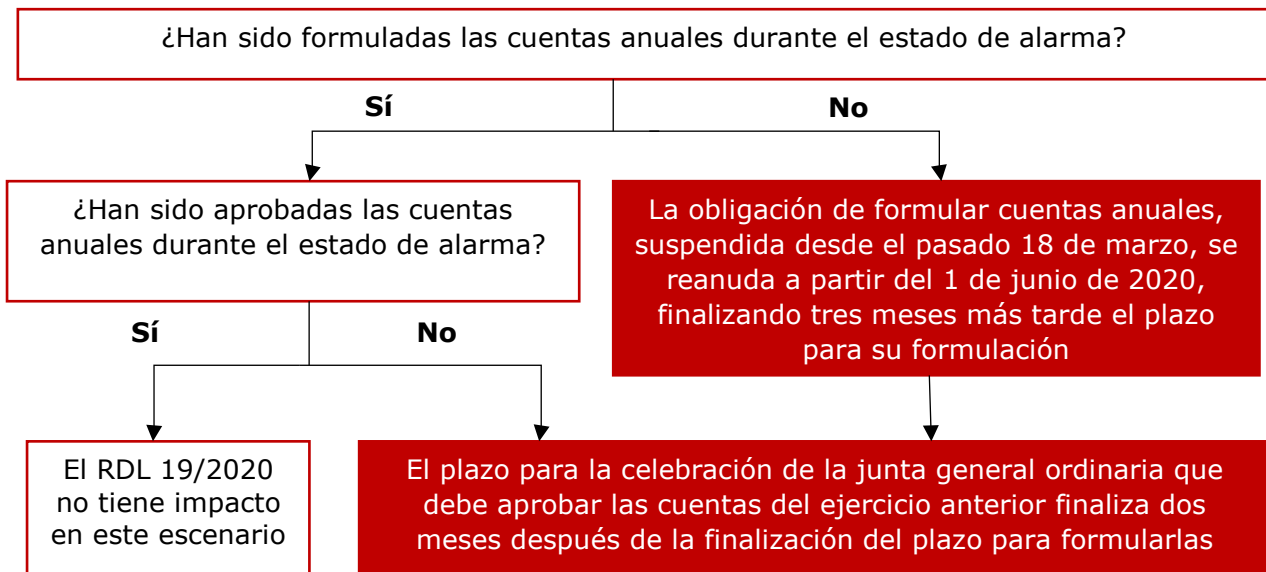 ¿Han sido formuladas las cuentas anuales durante el estado de alarma?
Sí
No
¿Han sido aprobadas las cuentas
anuales durante el estado de alarma?
La obligación de formular cuentas anuales,
suspendida desde el pasado 18 de marzo, se
reanuda a partir del 1 de junio de 2020,
finalizando tres meses más tarde el plazo
para su formulación
Sí
No
El RDL 19/2020
no tiene impacto
en este escenario
El plazo para la celebración de la junta general ordinaria que
debe aprobar las cuentas del ejercicio anterior finaliza dos
meses después de la finalización del plazo para formularlas